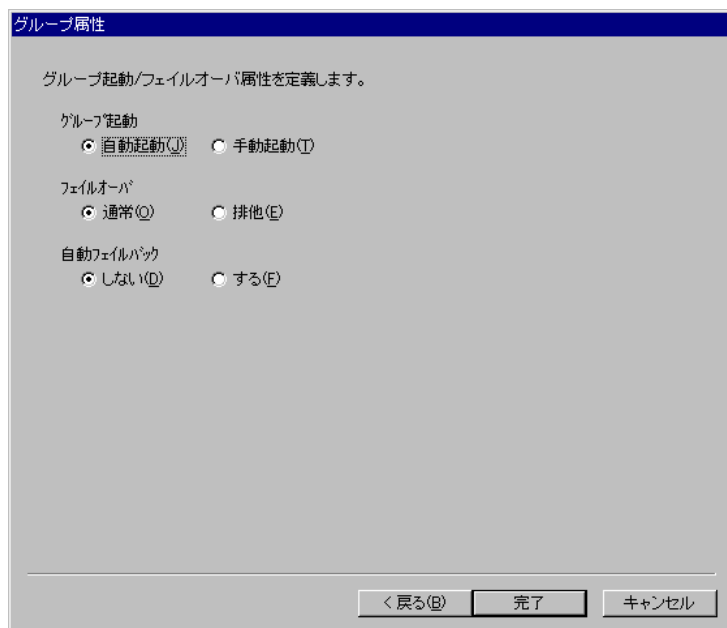 グループ属性
グループ起動/フェイルオーバ属性を定義します。
ｸﾞﾙｰﾌﾟ起動
自動起動(J) 手動起動(T)
ﾌｪｲﾙｵｰﾊﾞ
通常(O) 排他(E)
自動ﾌｪｲﾙﾊﾞｯｸ
しない(D) する(F)
< 戻る(B) 完了 キャンセル